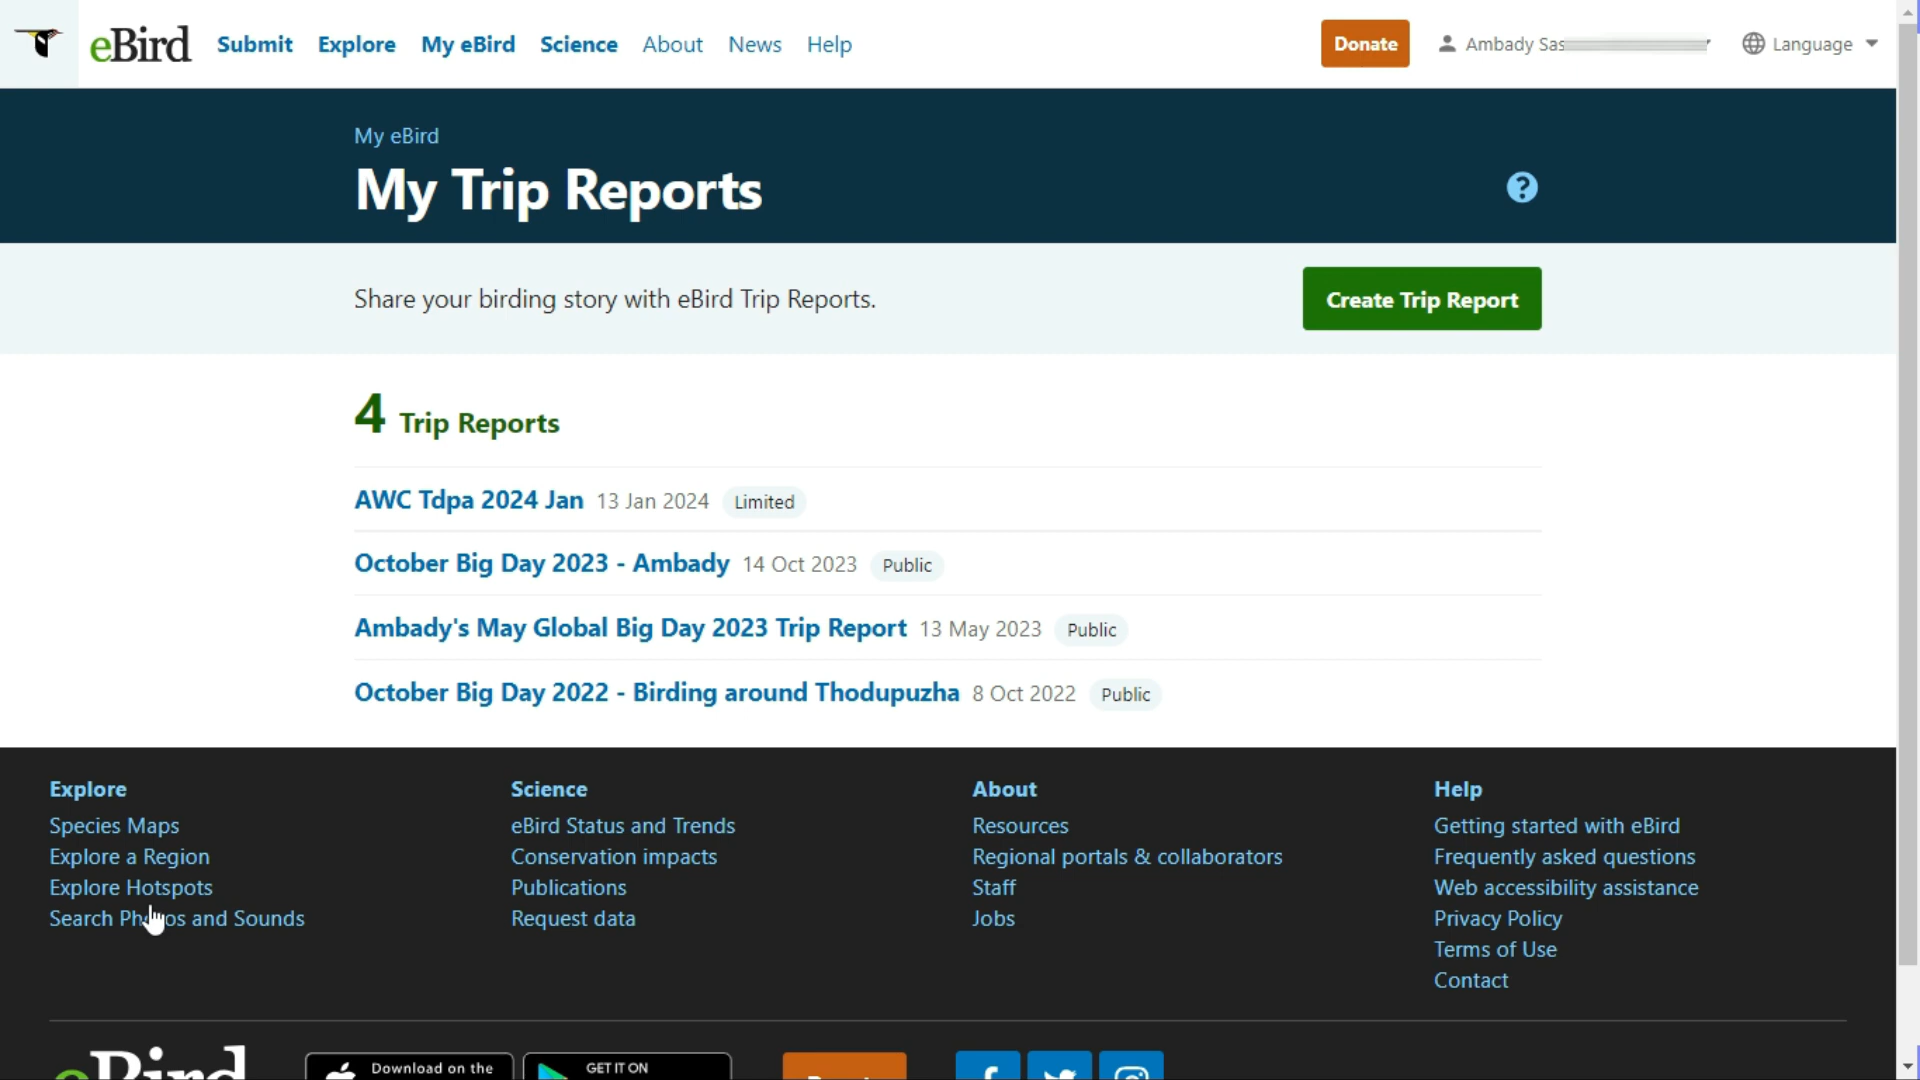 eBird Submit Explore My eBird Science About News Help Donate Ambady Sas Language
My eBird
My Trip Reports
?
Share your birding story with eBird Trip Reports.
Create Trip Report
4 Trip Reports
AWC Tdpa 2024 Jan 13 Jan 2024 Limited
October Big Day 2023 - Ambady 14 Oct 2023 Public
Ambady's May Global Big Day 2023 Trip Report 13 May 2023 Public
October Big Day 2022 - Birding around Thodupuzha 8 Oct 2022 Public
Explore
Species Maps
Explore a Region
Explore Hotspots
Search Photos and Sounds
Science
eBird Status and Trends
Conservation impacts
Publications
Request data
About
Resources
Regional portals & collaborators
Staff
Jobs
Help
Getting started with eBird
Frequently asked questions
Web accessibility assistance
Privacy Policy
Terms of Use
Contact
eBird
Download on the
GET IT ON